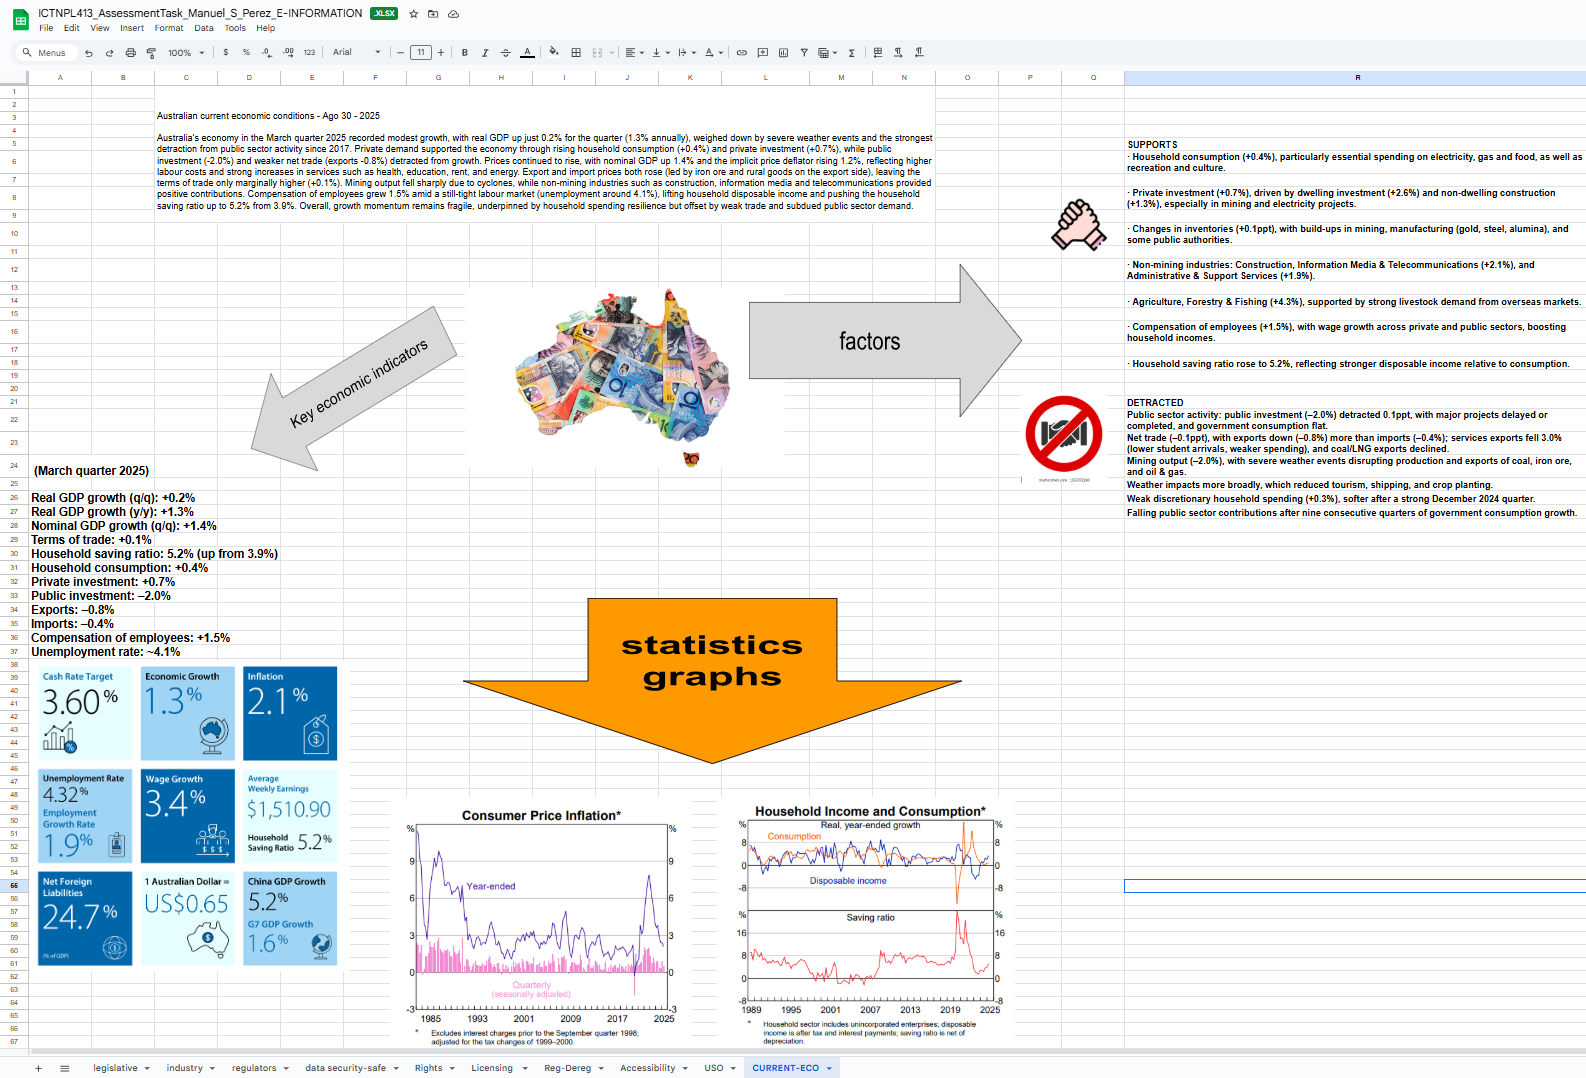 ICTNPL413_AssessmentTask_Manuel_S_Perez_E-INFORMATION .XLSX
File Edit View Insert Format Data Tools Help
Menus 100% $ % .0 .00 123 Arial 11 B I A
A B C D E F G H I J K L M N O P Q R
Australian current economic conditions - Ago 30 - 2025
Australia's economy in the March quarter 2025 recorded modest growth, with real GDP up just 0.2% for the quarter (1.3% annually), weighed down by severe weather events and the strongest
detraction from public sector activity since 2017. Private demand supported the economy through rising household consumption (+0.4%) and private investment (+0.7%), while public
investment (-2.0%) and weaker net trade (exports -0.8%) detracted from growth. Prices continued to rise, with nominal GDP up 1.4% and the implicit price deflator rising 1.2%, reflecting higher
labour costs and strong increases in services such as health, education, rent, and energy. Export and import prices both rose (led by iron ore and rural goods on the export side), leaving the
terms of trade only marginally higher (+0.1%). Mining output fell sharply due to cyclones, while non-mining industries such as construction, information media and telecommunications provided
positive contributions. Compensation of employees grew 1.5% amid a still-tight labour market (unemployment around 4.1%), lifting household disposable income and pushing the household
saving ratio up to 5.2% from 3.9%. Overall, growth momentum remains fragile, underpinned by household spending resilience but offset by weak trade and subdued public sector demand.
SUPPORTS
· Household consumption (+0.4%), particularly essential spending on electricity, gas and food, as well as
recreation and culture.
· Private investment (+0.7%), driven by dwelling investment (+2.6%) and non-dwelling construction
(+1.3%), especially in mining and electricity projects.
· Changes in inventories (+0.1ppt), with build-ups in mining, manufacturing (gold, steel, alumina), and
some public authorities.
· Non-mining industries: Construction, Information Media & Telecommunications (+2.1%), and
Administrative & Support Services (+1.9%).
· Agriculture, Forestry & Fishing (+4.3%), supported by strong livestock demand from overseas markets.
· Compensation of employees (+1.5%), with wage growth across private and public sectors, boosting
household incomes.
· Household saving ratio rose to 5.2%, reflecting stronger disposable income relative to consumption.
DETRACTED
Public sector activity: public investment (–2.0%) detracted 0.1ppt, with major projects delayed or
completed, and government consumption flat.
Net trade (–0.1ppt), with exports down (–0.8%) more than imports (–0.4%); services exports fell 3.0%
(lower student arrivals, weaker spending), and coal/LNG exports declined.
Mining output (–2.0%), with severe weather events disrupting production and exports of coal, iron ore,
and oil & gas.
Weather impacts more broadly, which reduced tourism, shipping, and crop planting.
Weak discretionary household spending (+0.3%), softer after a strong December 2024 quarter.
Falling public sector contributions after nine consecutive quarters of government consumption growth.
Key economic indicators
factors
(March quarter 2025)
Real GDP growth (q/q): +0.2%
Real GDP growth (y/y): +1.3%
Nominal GDP growth (q/q): +1.4%
Terms of trade: +0.1%
Household saving ratio: 5.2% (up from 3.9%)
Household consumption: +0.4%
Private investment: +0.7%
Public investment: –2.0%
Exports: –0.8%
Imports: –0.4%
Compensation of employees: +1.5%
Unemployment rate: ~4.1%
statistics
graphs
Cash Rate Target
3.60%
Economic Growth
1.3%
Inflation
2.1%
Unemployment Rate
4.32%
Employment
Growth Rate
1.9%
Wage Growth
3.4%
Average
Weekly Earnings
$1,510.90
Household
Saving Ratio 5.2%
Net Foreign
Liabilities
24.7%
(% of GDP)
1 Australian Dollar =
US$0.65
China GDP Growth
5.2%
G7 GDP Growth
1.6%
Consumer Price Inflation*
% %
9 9
Year-ended
6 6
3 3
0 0
Quarterly
(seasonally adjusted)
-3 -3
1985 1993 2001 2009 2017 2025
* Excludes interest charges prior to the September quarter 1998;
adjusted for the tax changes of 1999–2000.
Household Income and Consumption*
% Real, year-ended growth %
Consumption
8 8
0 0
Disposable income
-8 -8
% Saving ratio %
16 16
8 8
0 0
-8 -8
1989 1995 2001 2007 2013 2019 2025
* Household sector includes unincorporated enterprises; disposable
income is after tax and interest payments; saving ratio is net of
depreciation.
legislative industry regulators data security-safe Rights Licensing Reg-Dereg Accessibility USO CURRENT-ECO